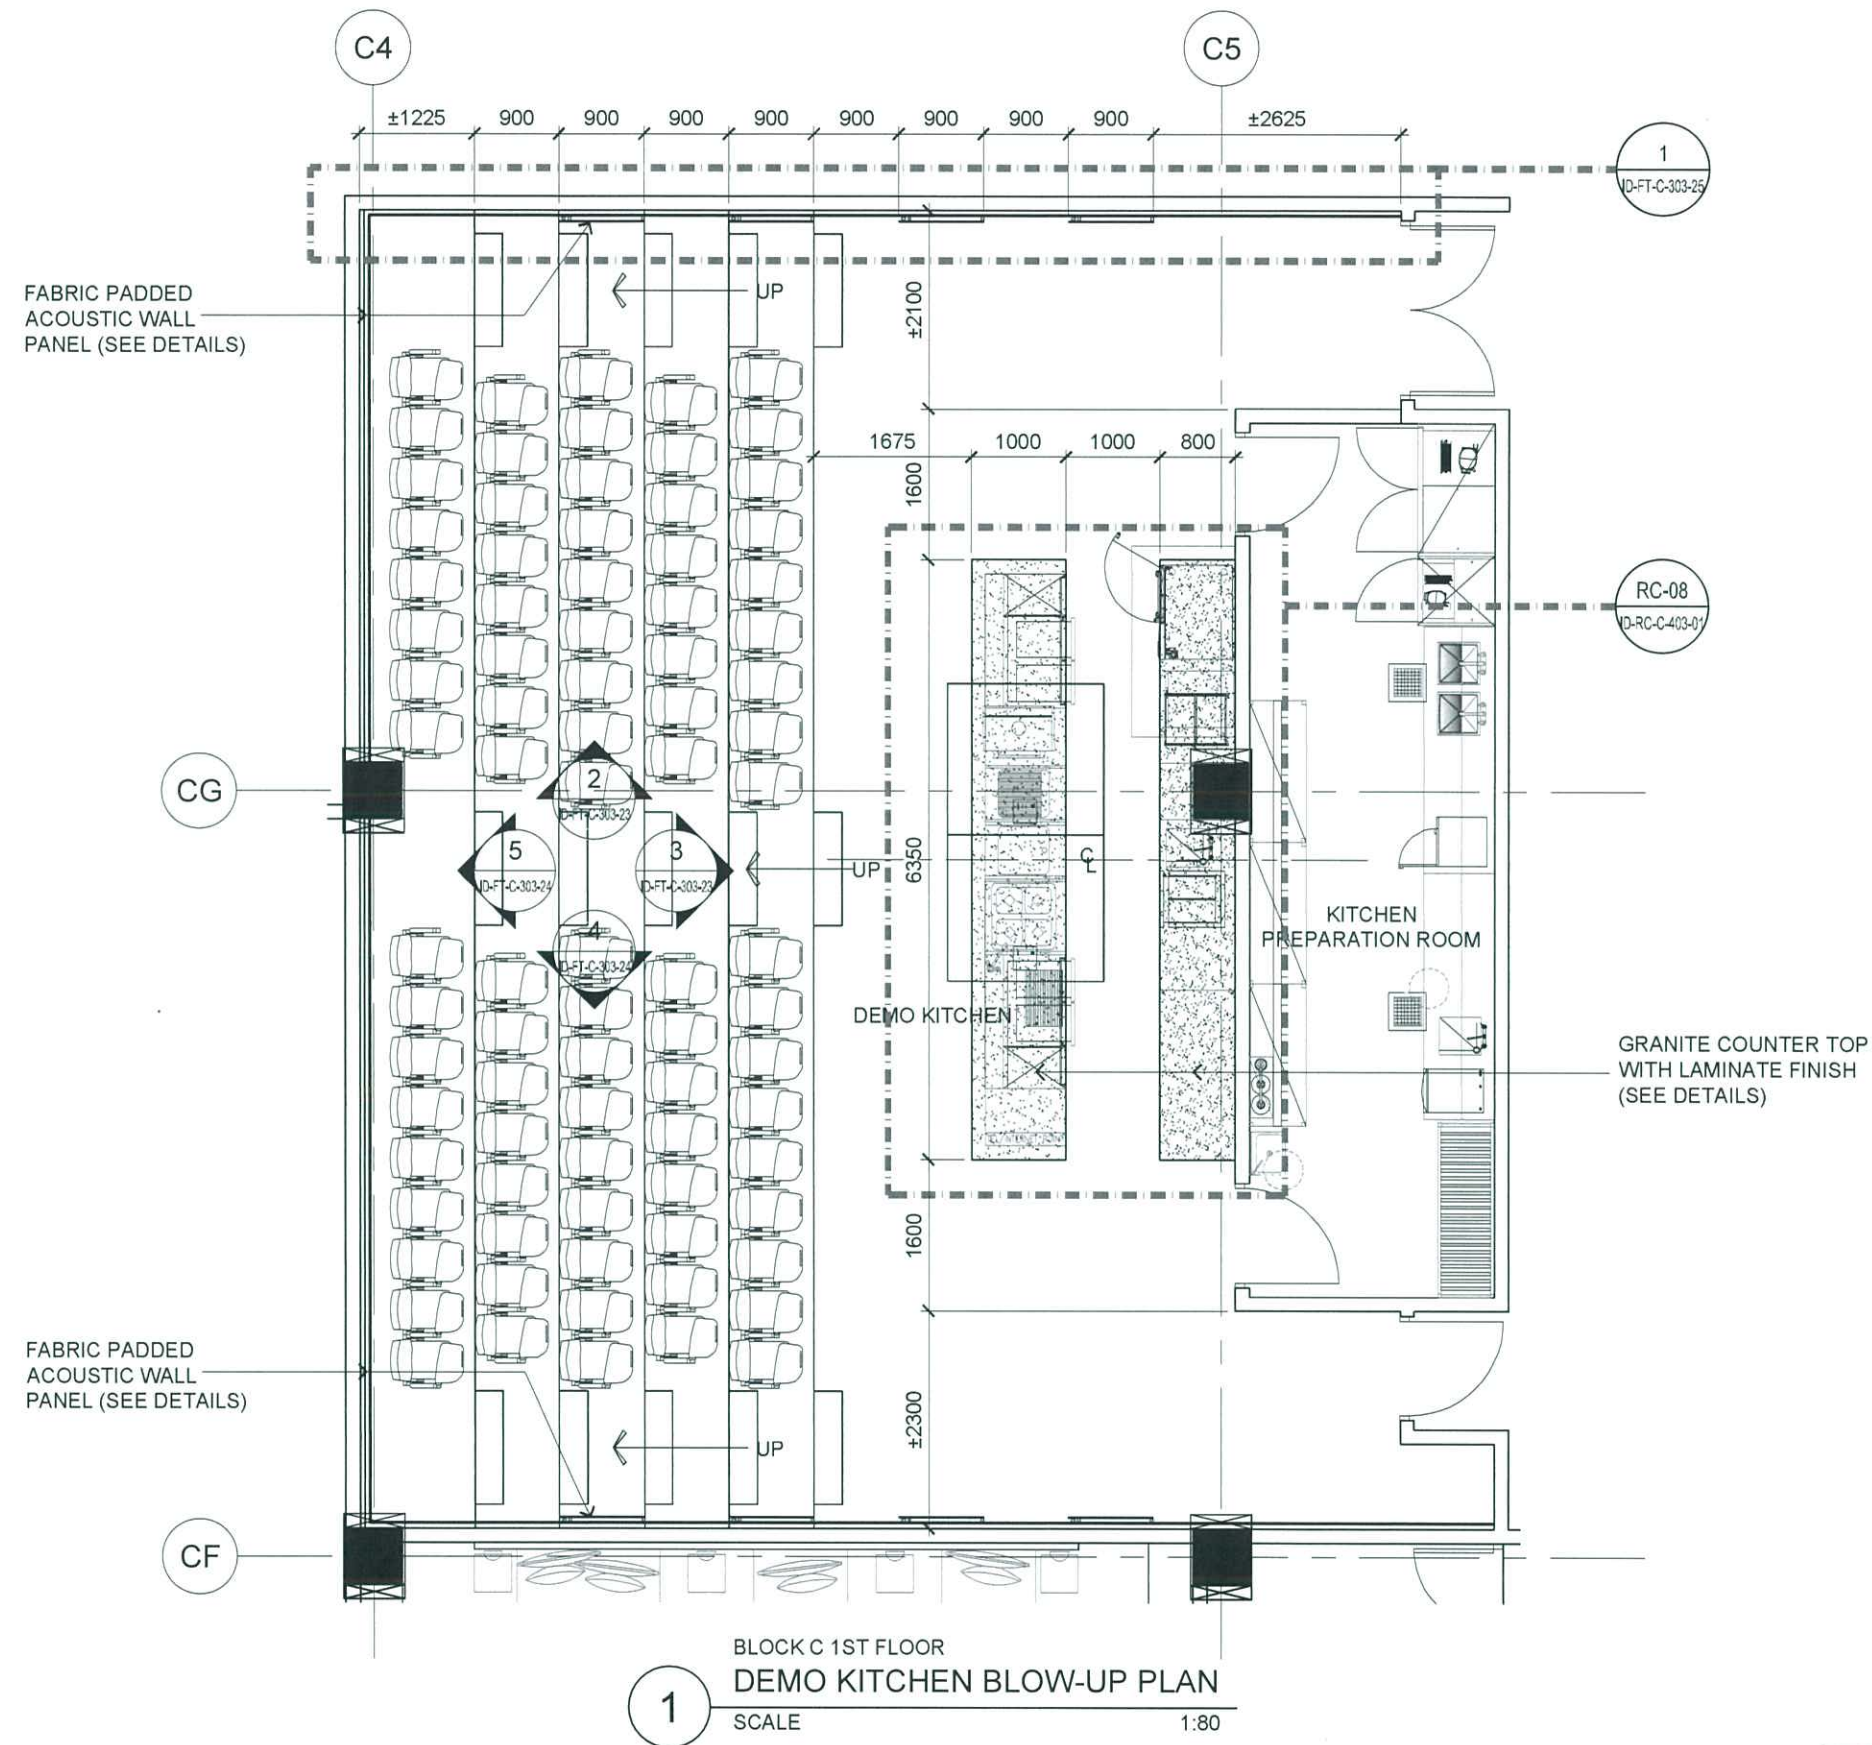 C4
C5
±1225 900 900 900 900 900 900 900 900 ±2625
1
ID-FT-C-303-25
FABRIC PADDED
ACOUSTIC WALL
PANEL (SEE DETAILS)
UP
±2100
1675 1000 1000 800
1600
RC-08
ID-RC-C-403-01
CG
2
ID-FT-C-303-23
5
ID-FT-C-303-24
3
ID-FT-C-303-23
UP
6350
CL
4
ID-FT-C-303-24
KITCHEN
PREPARATION ROOM
DEMO KITCHEN
GRANITE COUNTER TOP
WITH LAMINATE FINISH
(SEE DETAILS)
1600
FABRIC PADDED
ACOUSTIC WALL
PANEL (SEE DETAILS)
±2300
UP
CF
BLOCK C 1ST FLOOR
1 DEMO KITCHEN BLOW-UP PLAN
SCALE 1:80